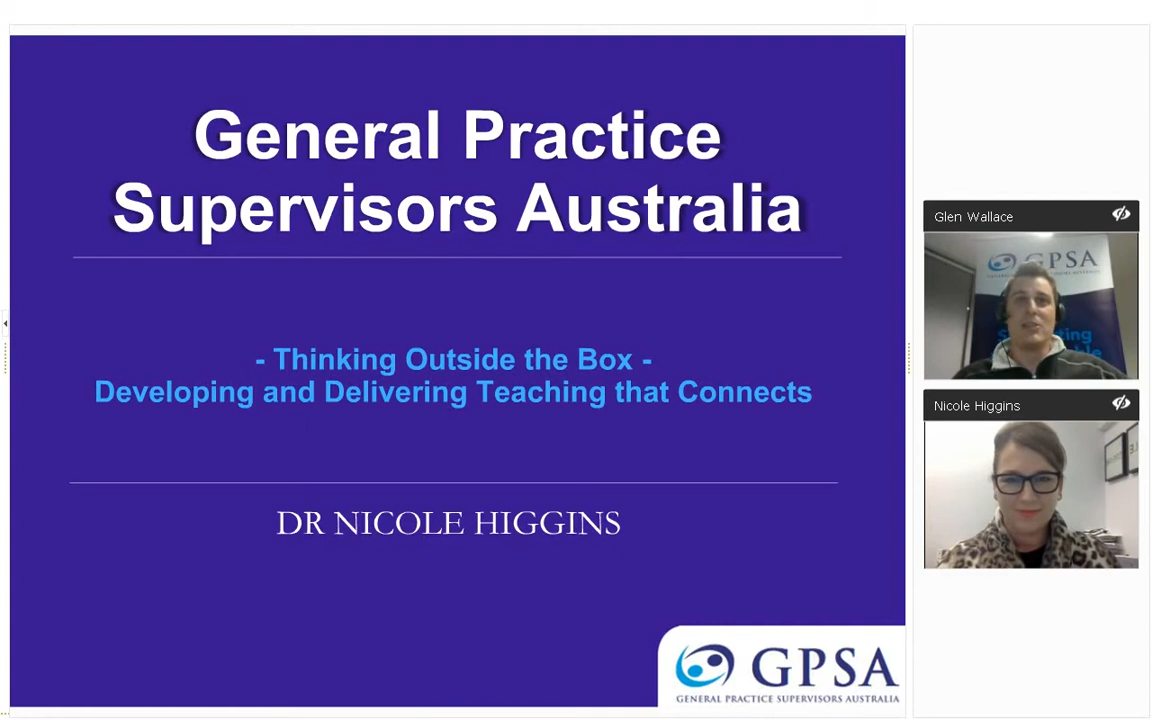 General Practice
Supervisors Australia
- Thinking Outside the Box -
Developing and Delivering Teaching that Connects
DR NICOLE HIGGINS
GPSA
GENERAL PRACTICE SUPERVISORS AUSTRALIA
Glen Wallace
GPSA
Nicole Higgins